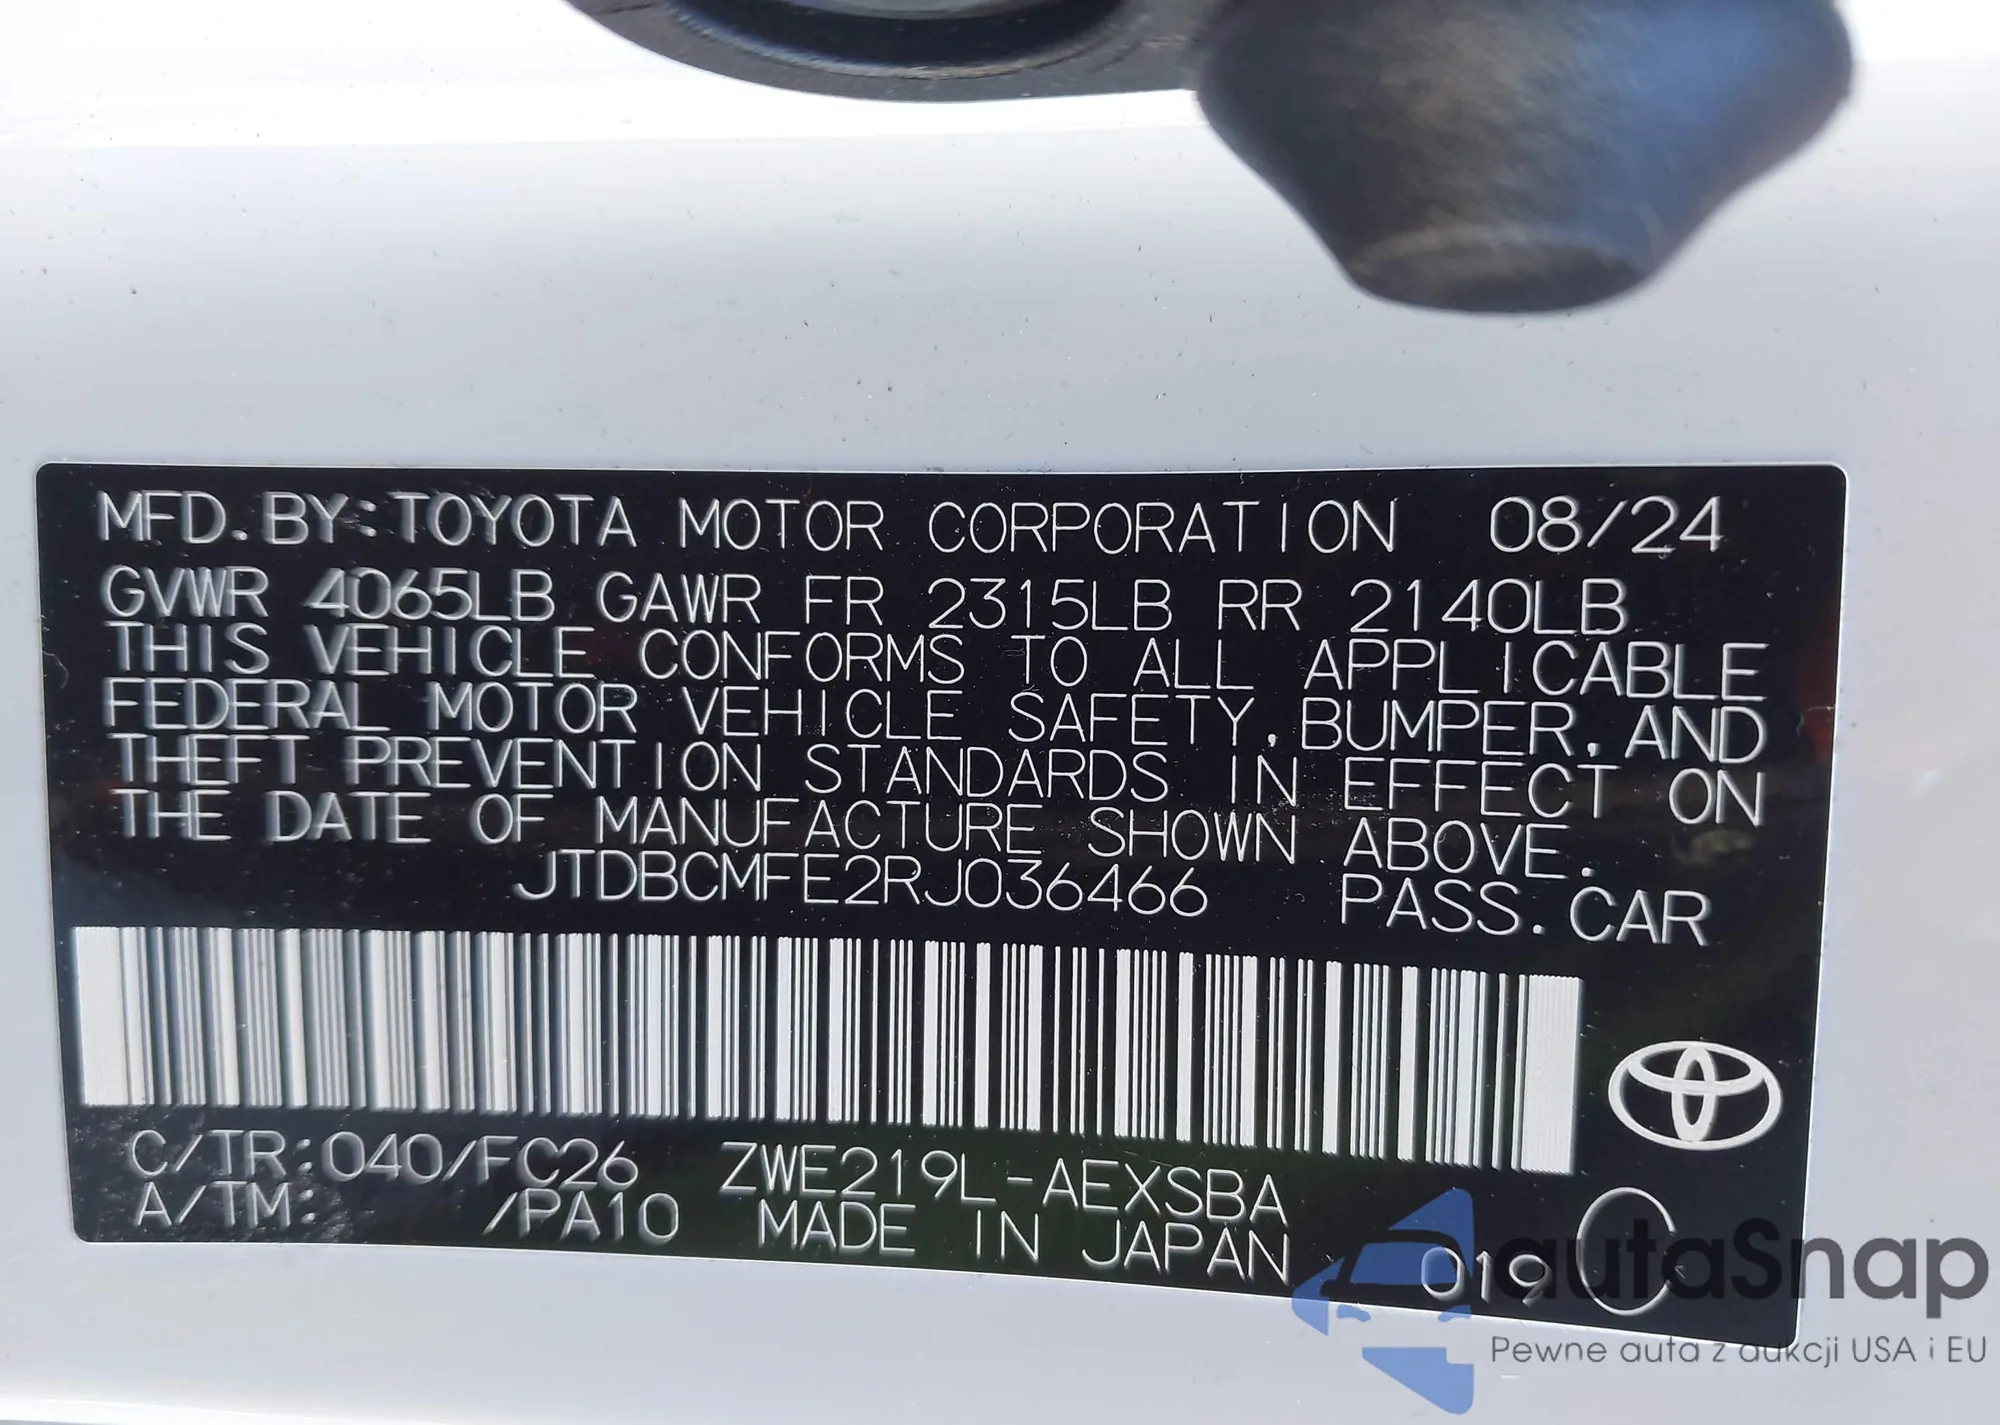 MFD.BY:TOYOTA MOTOR CORPORATION 08/24
GVWR 4065LB GAWR FR 2315LB RR 2140LB
THIS VEHICLE CONFORMS TO ALL APPLICABLE
FEDERAL MOTOR VEHICLE SAFETY,BUMPER,AND
THEFT PREVENTION STANDARDS IN EFFECT ON
THE DATE OF MANUFACTURE SHOWN ABOVE.
JTDBCMFE2RJ036466 PASS.CAR
C/TR:040/FC26 ZWE219L-AEXSBA
A/TM: /PA10 MADE IN JAPAN
019 C
autoSnap
Pewne auta z aukcji USA i EU